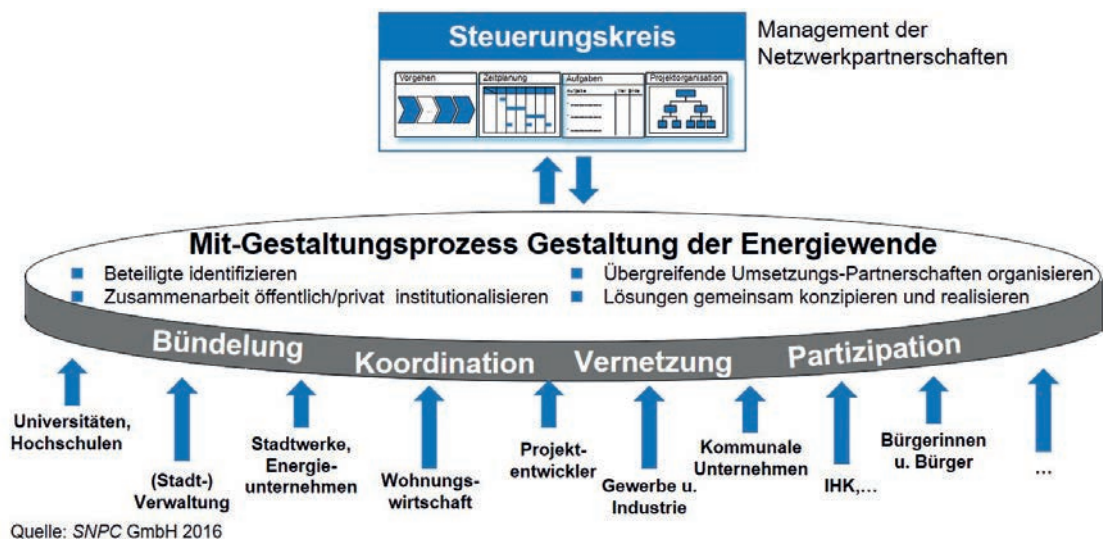 Steuerungskreis
Management der
Netzwerkpartnerschaften
Vorgehen
Zeitplanung
Aufgaben
Projektorganisation
Aufgabe
Mit-Gestaltungsprozess Gestaltung der Energiewende
Beteiligte identifizieren
Zusammenarbeit öffentlich/privat institutionalisieren
Übergreifende Umsetzungs-Partnerschaften organisieren
Lösungen gemeinsam konzipieren und realisieren
Bündelung
Koordination
Vernetzung
Partizipation
Universitäten,
Hochschulen
(Stadt-)
Verwaltung
Stadtwerke,
Energie-
unternehmen
Wohnungs-
wirtschaft
Projekt-
entwickler
Gewerbe u.
Industrie
Kommunale
Unternehmen
IHK,...
Bürgerinnen
u. Bürger
...
Quelle: SNPC GmbH 2016